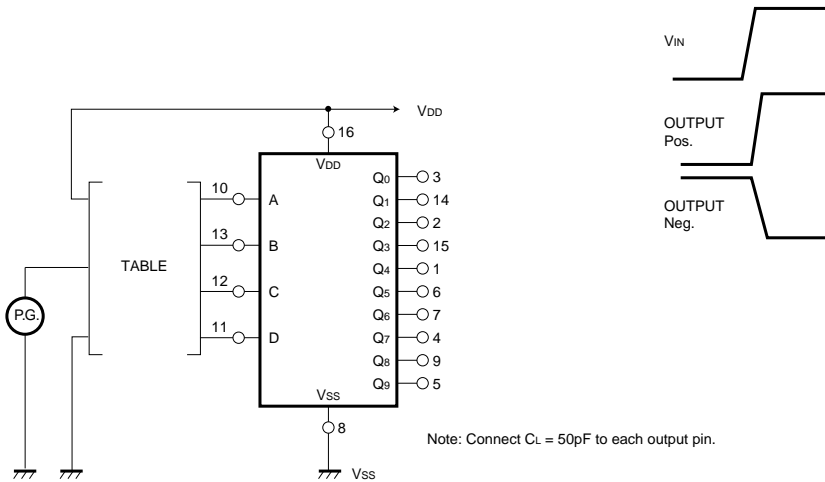 VIN
VDD
16
VDD
OUTPUT
Pos.
Q0 3
10 A
Q1 14
Q2 2
OUTPUT
Neg.
13 B
Q3 15
TABLE
Q4 1
12 C
Q5 6
P.G.
Q6 7
11 D
Q7 4
Q8 9
Q9 5
VSS
8
Note: Connect CL = 50pF to each output pin.
VSS